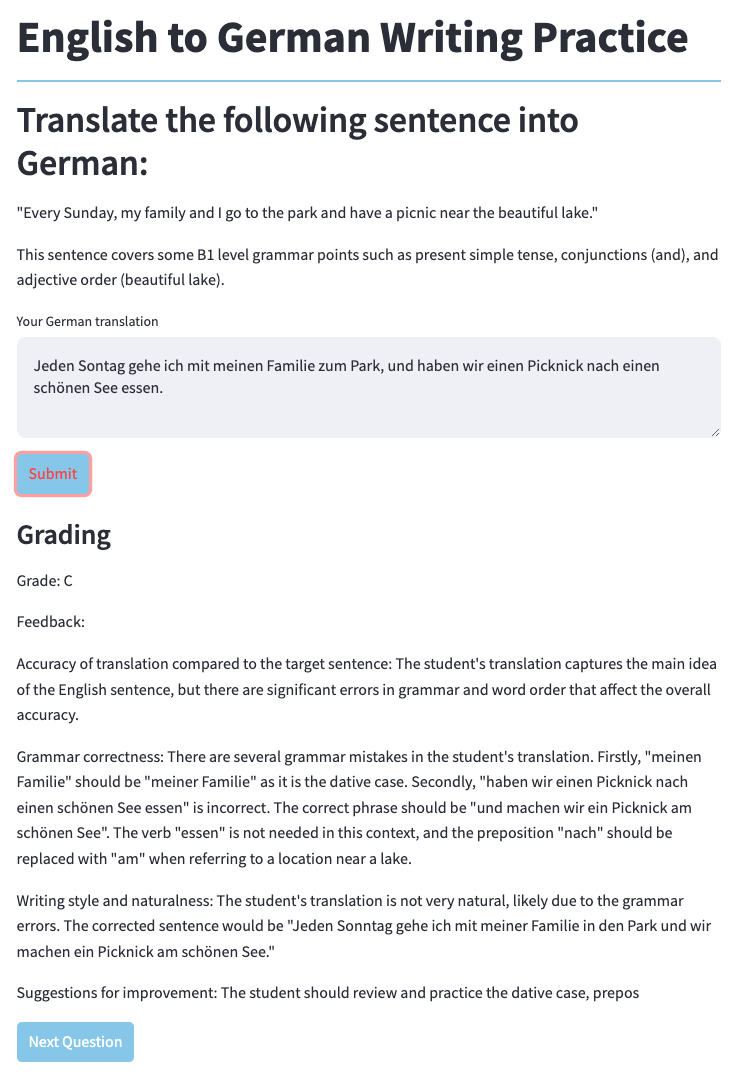 English to German Writing Practice
Translate the following sentence into
German:
"Every Sunday, my family and I go to the park and have a picnic near the beautiful lake."
This sentence covers some B1 level grammar points such as present simple tense, conjunctions (and), and
adjective order (beautiful lake).
Your German translation
Jeden Sontag gehe ich mit meinen Familie zum Park, und haben wir einen Picknick nach einen
schönen See essen.
Submit
Grading
Grade: C
Feedback:
Accuracy of translation compared to the target sentence: The student's translation captures the main idea
of the English sentence, but there are significant errors in grammar and word order that affect the overall
accuracy.
Grammar correctness: There are several grammar mistakes in the student's translation. Firstly, "meinen
Familie" should be "meiner Familie" as it is the dative case. Secondly, "haben wir einen Picknick nach
einen schönen See essen" is incorrect. The correct phrase should be "und machen wir ein Picknick am
schönen See". The verb "essen" is not needed in this context, and the preposition "nach" should be
replaced with "am" when referring to a location near a lake.
Writing style and naturalness: The student's translation is not very natural, likely due to the grammar
errors. The corrected sentence would be "Jeden Sonntag gehe ich mit meiner Familie in den Park und wir
machen ein Picknick am schönen See."
Suggestions for improvement: The student should review and practice the dative case, prepos
Next Question